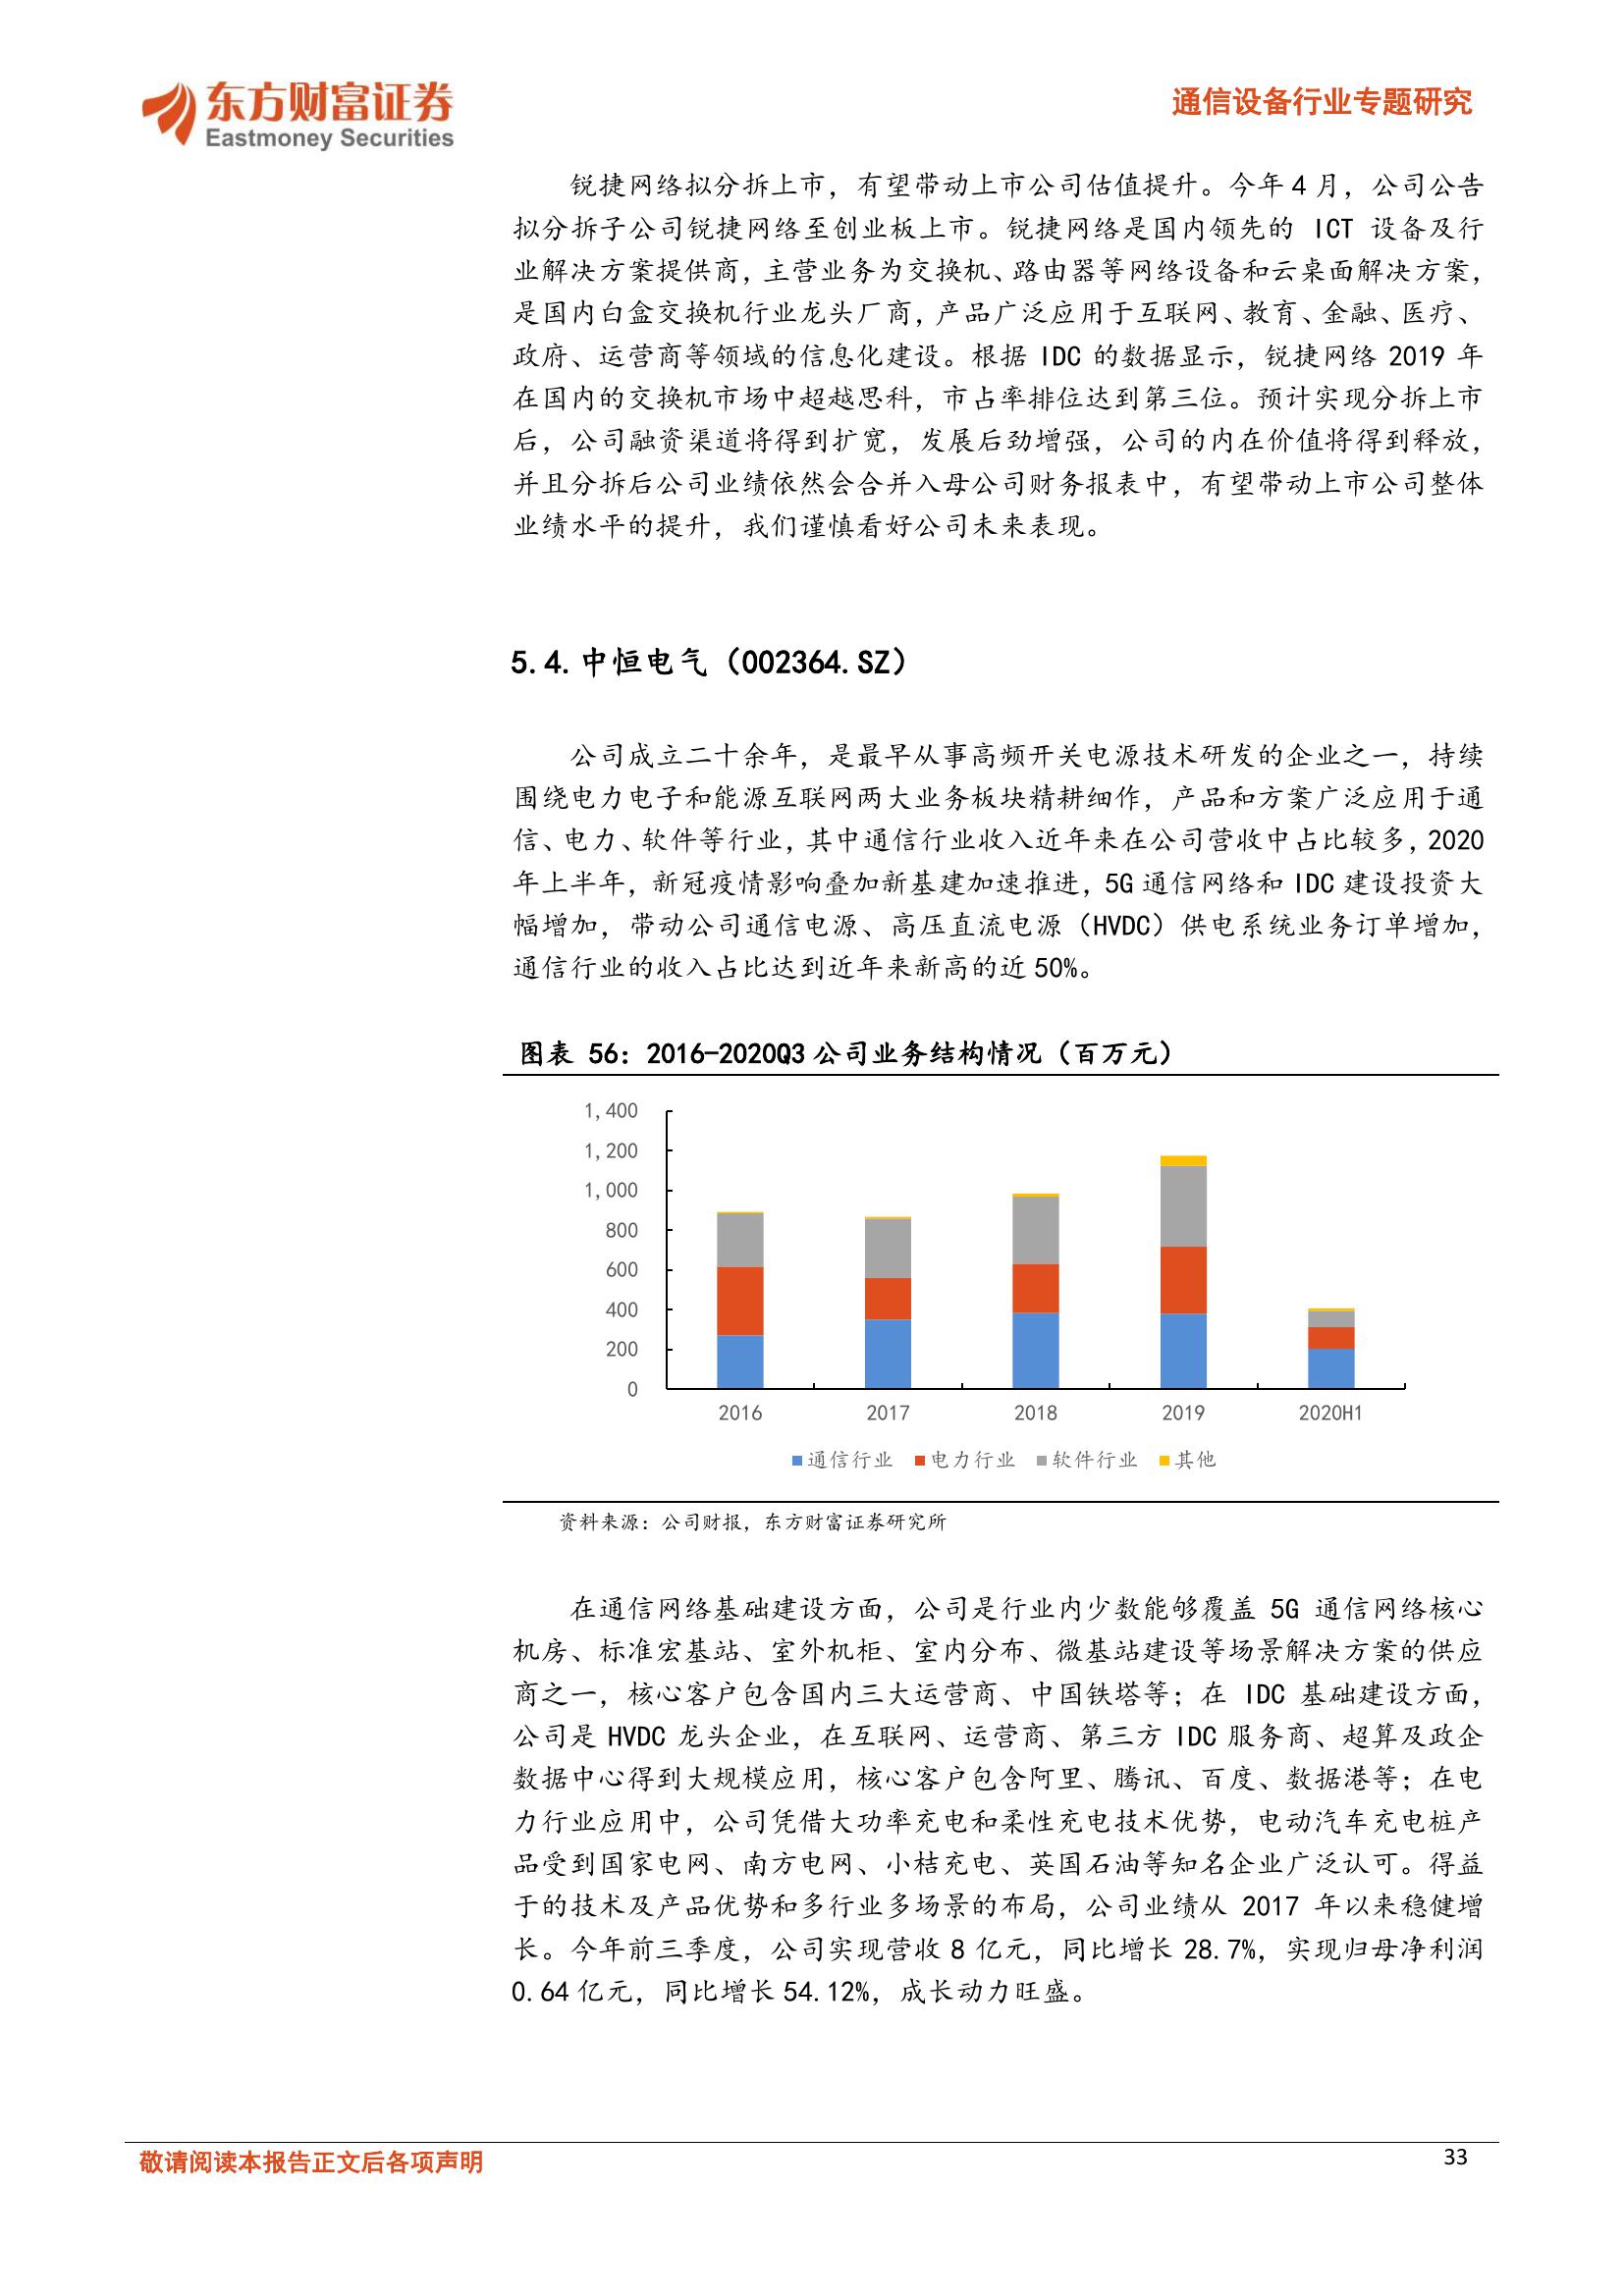 东方财富证券
Eastmoney Securities
通信设备行业专题研究
锐捷网络拟分拆上市，有望带动上市公司估值提升。今年4月，公司公告
拟分拆子公司锐捷网络至创业板上市。锐捷网络是国内领先的 ICT 设备及行
业解决方案提供商，主营业务为交换机、路由器等网络设备和云桌面解决方案，
是国内白盒交换机行业龙头厂商，产品广泛应用于互联网、教育、金融、医疗、
政府、运营商等领域的信息化建设。根据 IDC 的数据显示，锐捷网络 2019 年
在国内的交换机市场中超越思科，市占率排位达到第三位。预计实现分拆上市
后，公司融资渠道将得到扩宽，发展后劲增强，公司的内在价值将得到释放，
并且分拆后公司业绩依然会合并入母公司财务报表中，有望带动上市公司整体
业绩水平的提升，我们谨慎看好公司未来表现。
5.4.中恒电气（002364.SZ）
公司成立二十余年，是最早从事高频开关电源技术研发的企业之一，持续
围绕电力电子和能源互联网两大业务板块精耕细作，产品和方案广泛应用于通
信、电力、软件等行业，其中通信行业收入近年来在公司营收中占比较多，2020
年上半年，新冠疫情影响叠加新基建加速推进，5G 通信网络和 IDC 建设投资大
幅增加，带动公司通信电源、高压直流电源（HVDC）供电系统业务订单增加，
通信行业的收入占比达到近年来新高的近 50%。
图表 56：2016-2020Q3 公司业务结构情况（百万元）
1,400
1,200
1,000
800
600
400
200
0
2016 2017 2018 2019 2020H1
通信行业 电力行业 软件行业 其他
资料来源：公司财报，东方财富证券研究所
在通信网络基础建设方面，公司是行业内少数能够覆盖 5G 通信网络核心
机房、标准宏基站、室外机柜、室内分布、微基站建设等场景解决方案的供应
商之一，核心客户包含国内三大运营商、中国铁塔等；在 IDC 基础建设方面，
公司是 HVDC 龙头企业，在互联网、运营商、第三方 IDC 服务商、超算及政企
数据中心得到大规模应用，核心客户包含阿里、腾讯、百度、数据港等；在电
力行业应用中，公司凭借大功率充电和柔性充电技术优势，电动汽车充电桩产
品受到国家电网、南方电网、小桔充电、英国石油等知名企业广泛认可。得益
于的技术及产品优势和多行业多场景的布局，公司业绩从 2017 年以来稳健增
长。今年前三季度，公司实现营收 8 亿元，同比增长 28.7%，实现归母净利润
0.64 亿元，同比增长 54.12%，成长动力旺盛。
敬请阅读本报告正文后各项声明
33